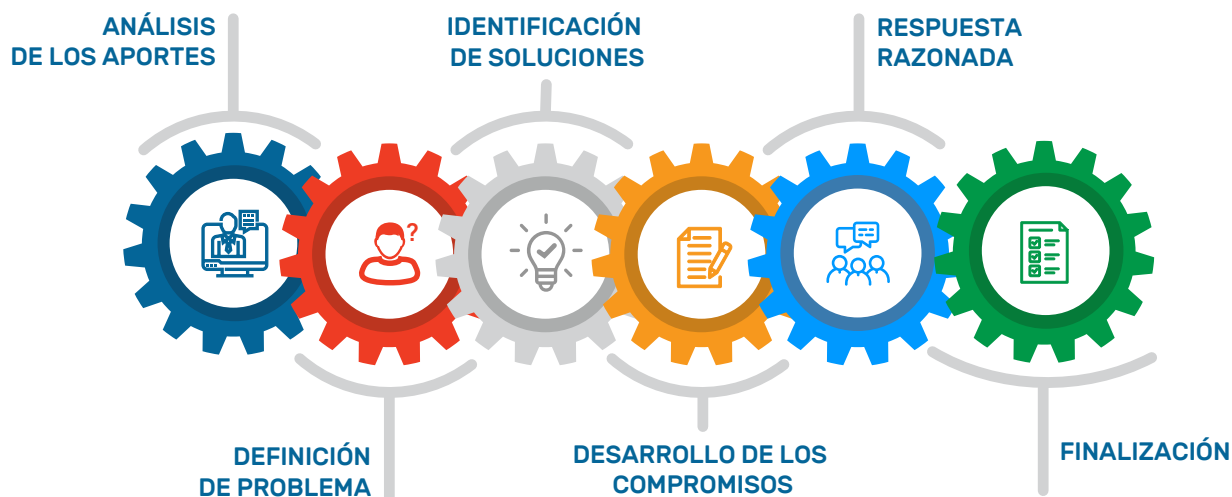 ANÁLISIS
DE LOS APORTES
DEFINICIÓN
DE PROBLEMA
IDENTIFICACIÓN
DE SOLUCIONES
DESARROLLO DE LOS
COMPROMISOS
RESPUESTA
RAZONADA
FINALIZACIÓN
?